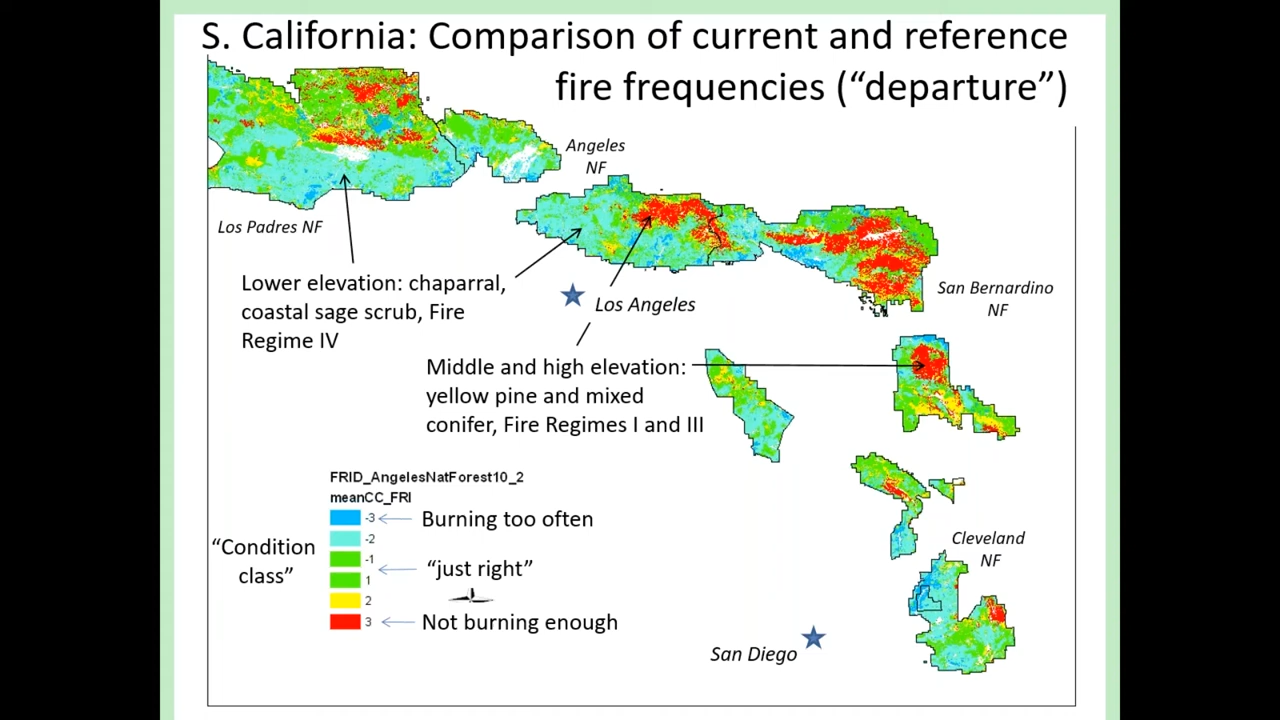 S. California: Comparison of current and reference
fire frequencies (“departure”)
Angeles
NF
Los Padres NF
Lower elevation: chaparral,
coastal sage scrub, Fire
Regime IV
Los Angeles
San Bernardino
NF
Middle and high elevation:
yellow pine and mixed
conifer, Fire Regimes I and III
FRID_AngelesNatForest10_2
meanCC_FRI
“Condition
class”
-3 Burning too often
-2
-1
“just right”
1
2
3 Not burning enough
Cleveland
NF
San Diego